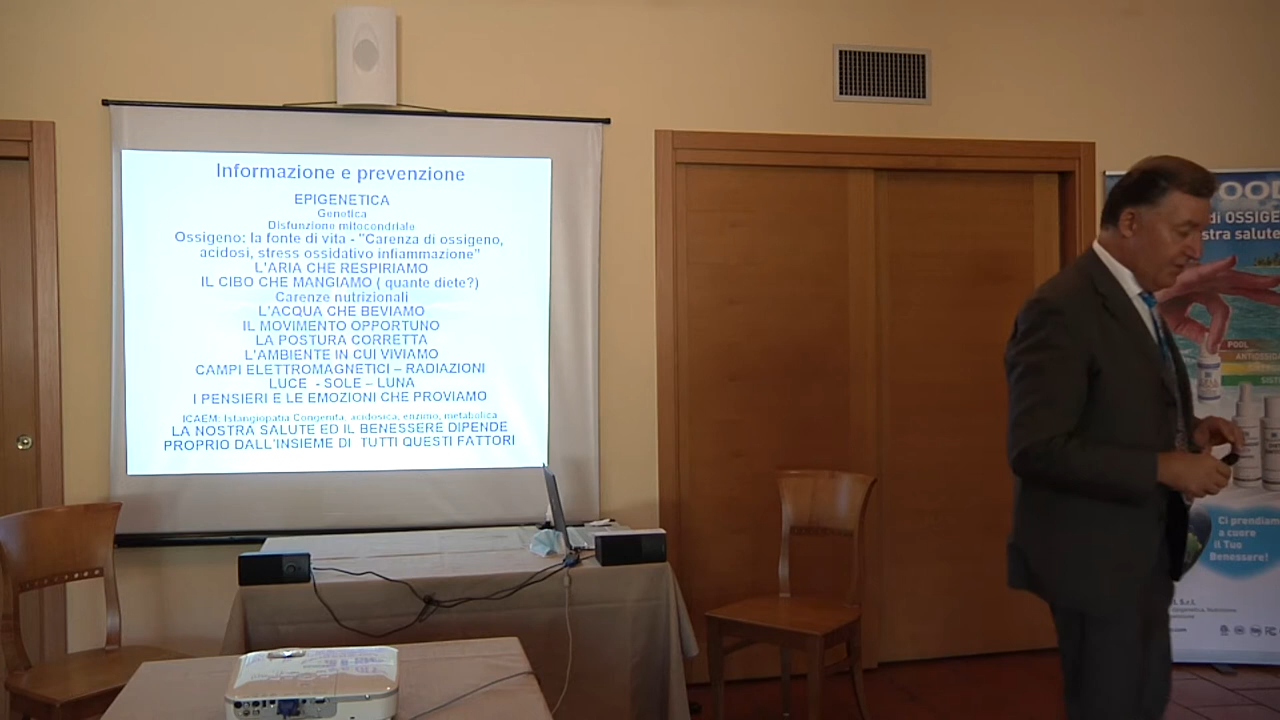 Informazione e prevenzione
EPIGENETICA
Genetica
Disfunzione mitocondriale
Ossigeno: la fonte di vita - "Carenza di ossigeno,
acidosi, stress ossidativo infiammazione"
L'ARIA CHE RESPIRIAMO
IL CIBO CHE MANGIAMO ( quante diete?)
Carenze nutrizionali
L'ACQUA CHE BEVIAMO
IL MOVIMENTO OPPORTUNO
LA POSTURA CORRETTA
L'AMBIENTE IN CUI VIVIAMO
CAMPI ELETTROMAGNETICI – RADIAZIONI
LUCE - SOLE – LUNA
I PENSIERI E LE EMOZIONI CHE PROVIAMO
ICAEM: Istangiopatia Congenita, acidosica, enzimo, metabolica
LA NOSTRA SALUTE ED IL BENESSERE DIPENDE
PROPRIO DALL'INSIEME DI TUTTI QUESTI FATTORI
di OSSIGE
stra salute
POOL
ANTIOSSIDA
SIST
Ci prendiam
a cuore
il Tuo
Benessere!
S.r.l.